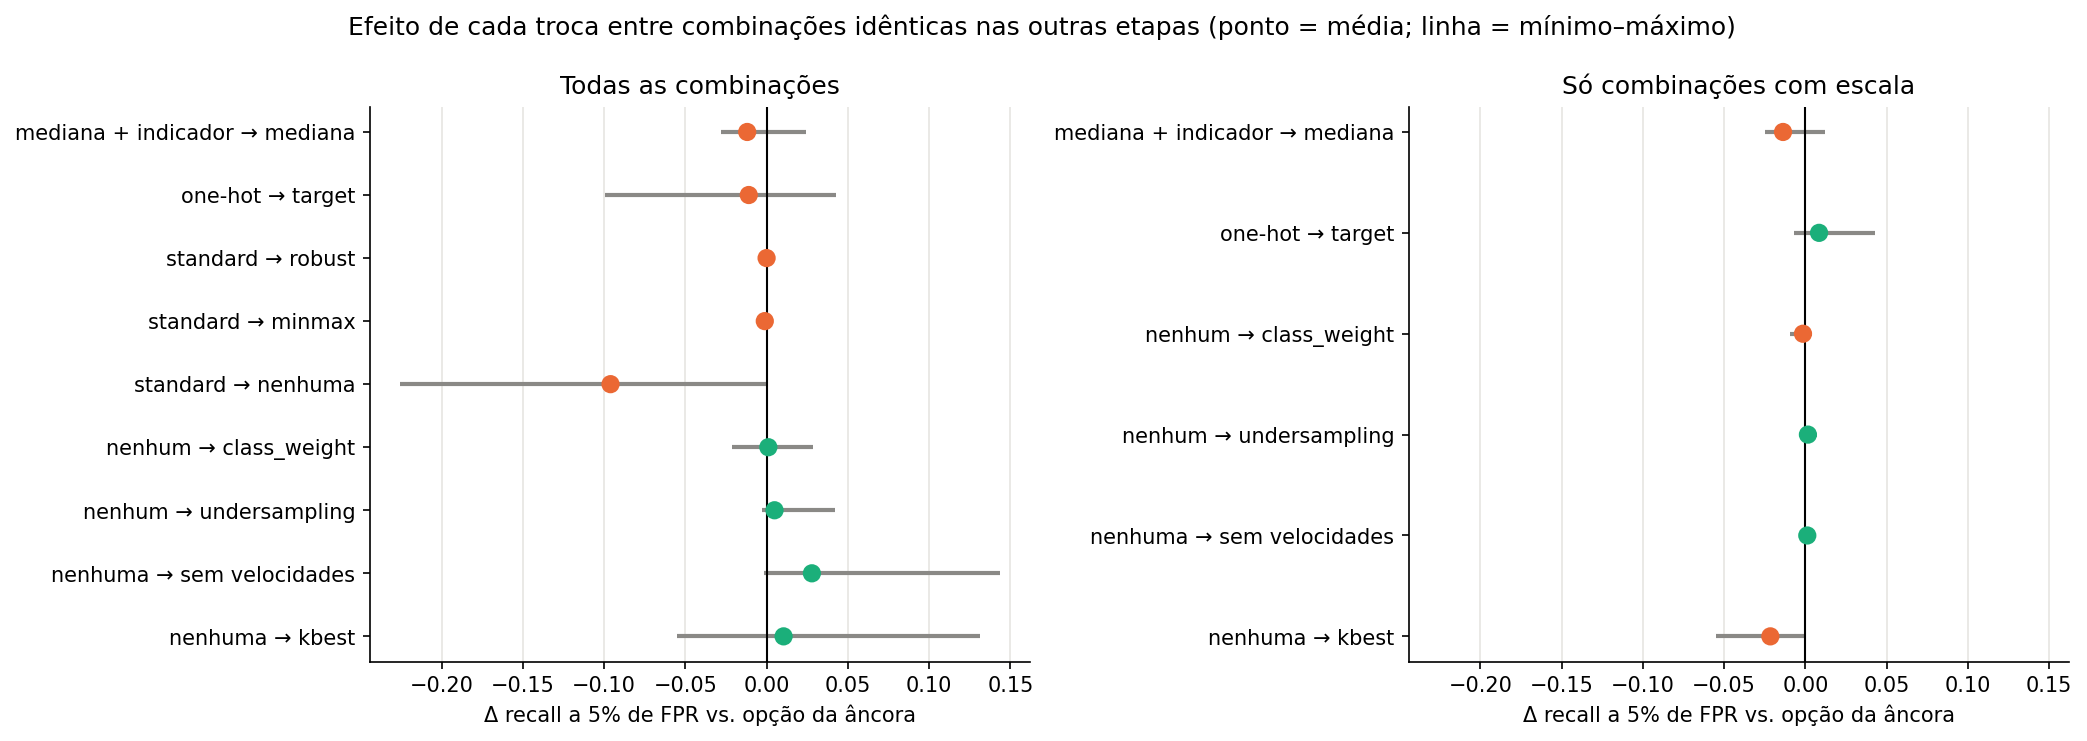 Efeito de cada troca entre combinações idênticas nas outras etapas (ponto = média; linha = mínimo–máximo)
Todas as combinações
mediana + indicador → mediana
one-hot → target
standard → robust
standard → minmax
standard → nenhuma
nenhum → class_weight
nenhum → undersampling
nenhuma → sem velocidades
nenhuma → kbest
−0.20 −0.15 −0.10 −0.05 0.00 0.05 0.10 0.15
Δ recall a 5% de FPR vs. opção da âncora
Só combinações com escala
mediana + indicador → mediana
one-hot → target
nenhum → class_weight
nenhum → undersampling
nenhuma → sem velocidades
nenhuma → kbest
−0.20 −0.15 −0.10 −0.05 0.00 0.05 0.10 0.15
Δ recall a 5% de FPR vs. opção da âncora